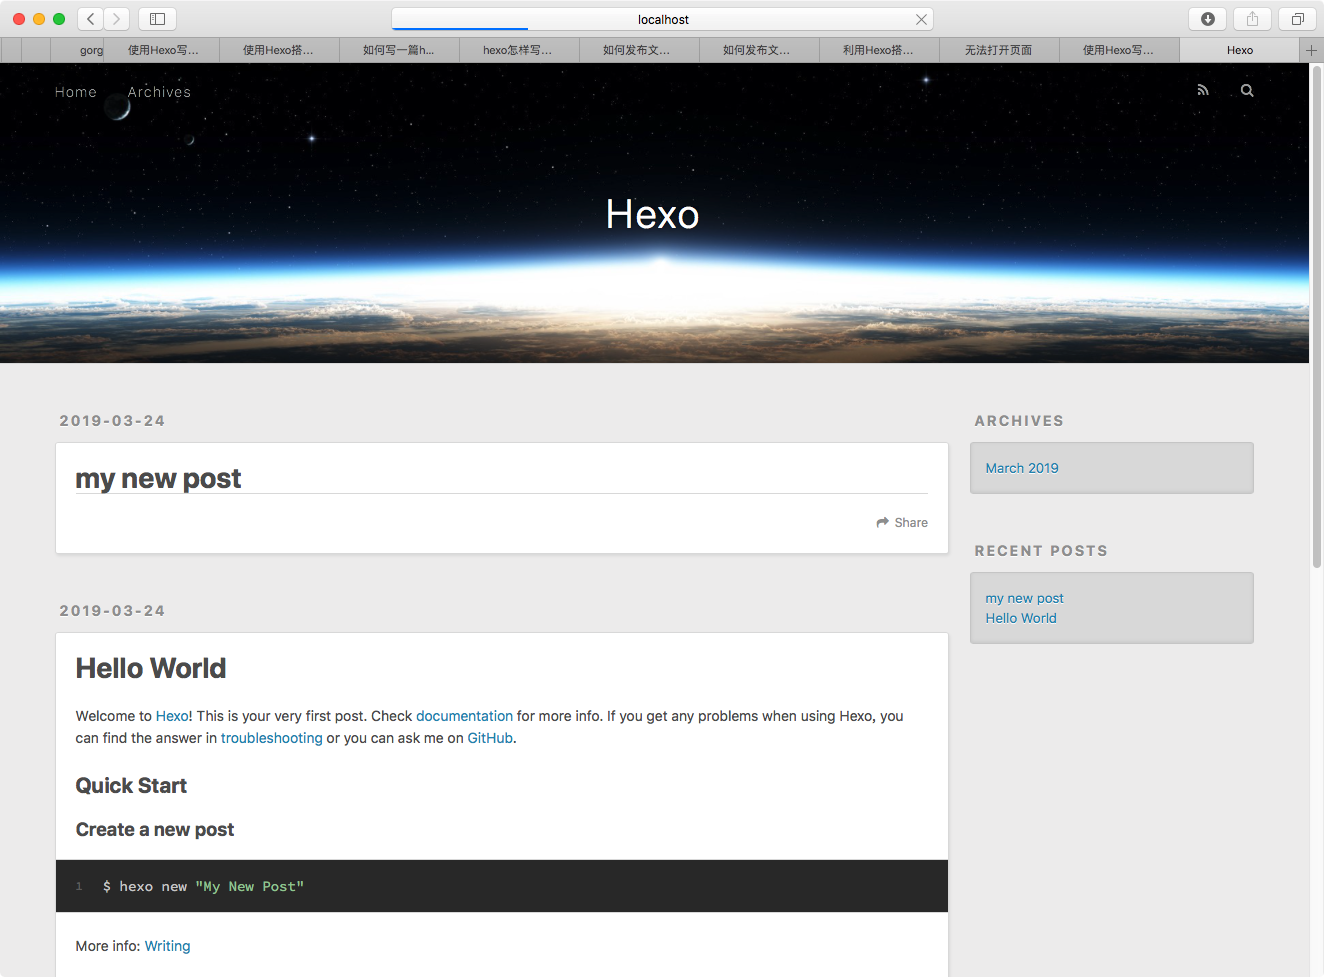 localhost
gorg
使用Hexo写...
使用Hexo搭...
如何写一篇h...
hexo怎样写...
如何发布文...
如何发布文...
利用Hexo搭...
无法打开页面
使用Hexo写...
Hexo
Home
Archives
Hexo
2019-03-24
my new post
Share
2019-03-24
Hello World
Welcome to Hexo! This is your very first post. Check documentation for more info. If you get any problems when using Hexo, you
can find the answer in troubleshooting or you can ask me on GitHub.
Quick Start
Create a new post
1 $ hexo new "My New Post"
More info: Writing
ARCHIVES
March 2019
RECENT POSTS
my new post
Hello World